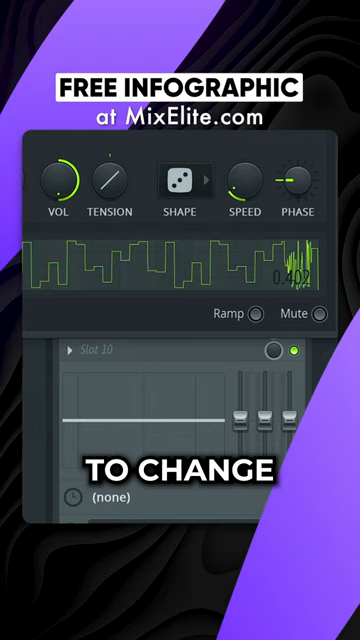 FREE INFOGRAPHIC
at MixElite.com
VOL TENSION SHAPE SPEED PHASE
0.402
Ramp Mute
Slot 10
TO CHANGE
(none)